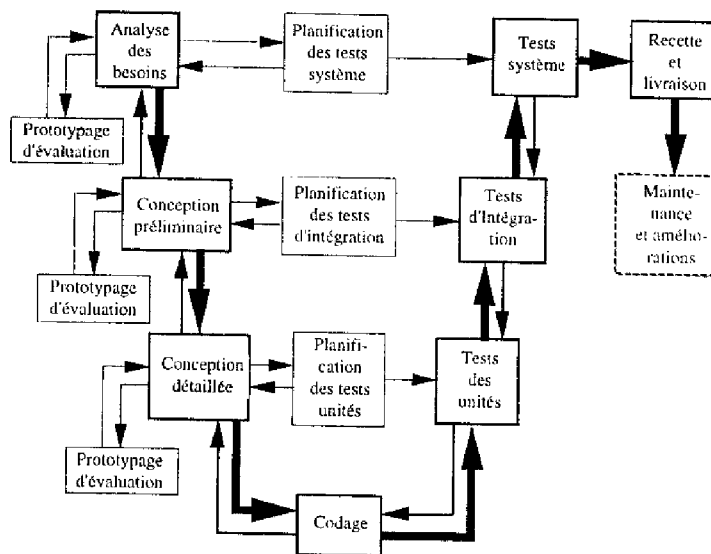 Analyse
des
besoins
Planification
des tests
système
Tests
système
Recette
et
livraison
Prototypage
d'évaluation
Conception
préliminaire
Planification
des tests
d'intégration
Tests
d'Intégra-
tion
Mainte-
nance
et amélio-
rations
Prototypage
d'évaluation
Conception
détaillée
Planifi-
cation
des tests
unités
Tests
des
unités
Prototypage
d'évaluation
Codage